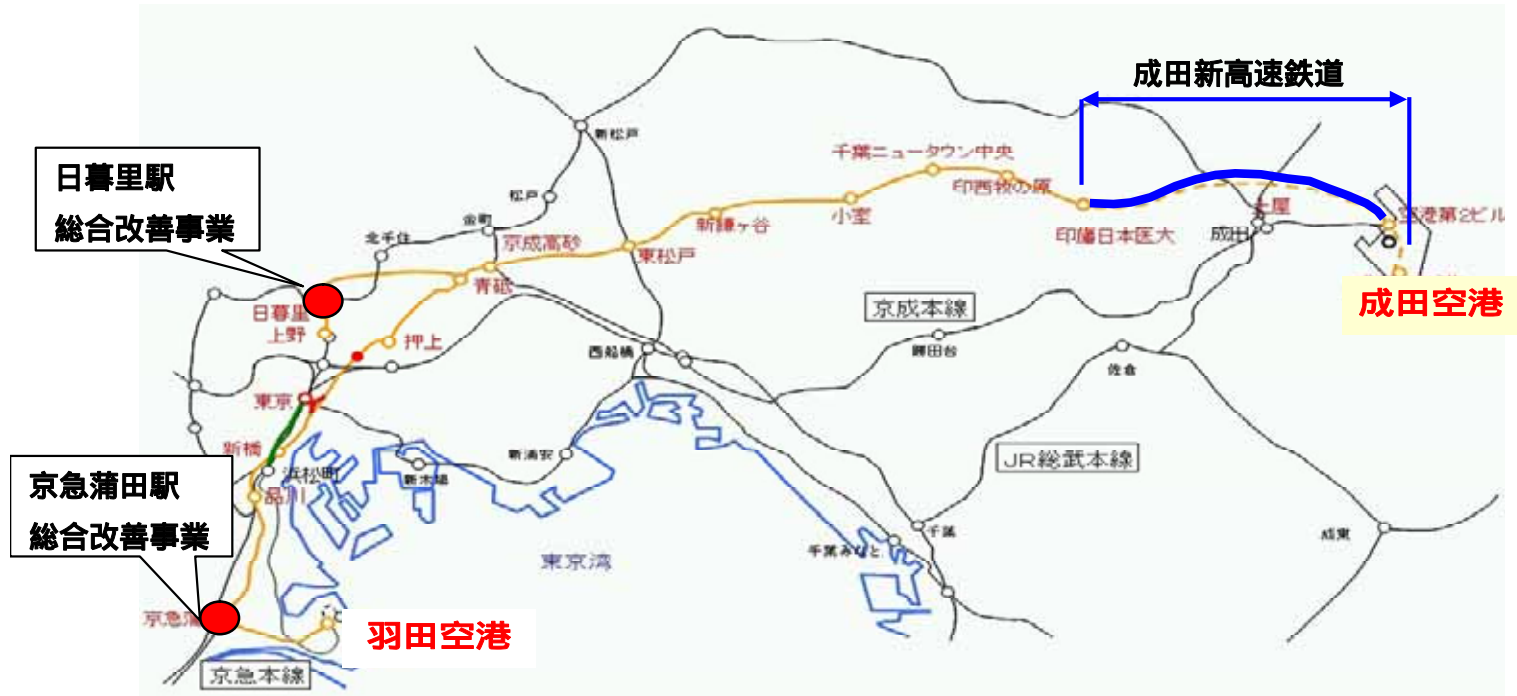 成田新高速鉄道
新松戸
日暮里駅
総合改善事業
千葉ニュータウン中央
印西牧の原
松戸
小室
新鎌ヶ谷
金町
北千住
京成高砂
東松戸
印旛日本医大
成田
土屋
空港第2ビル
青砥
成田空港
京成本線
日暮里
上野
押上
西船橋
勝田台
佐倉
東京
新橋
浜松町
新木場
新浦安
JR総武本線
品川
京急蒲田駅
総合改善事業
千葉
千葉みなと
成東
東京湾
京急蒲
羽田空港
京急本線